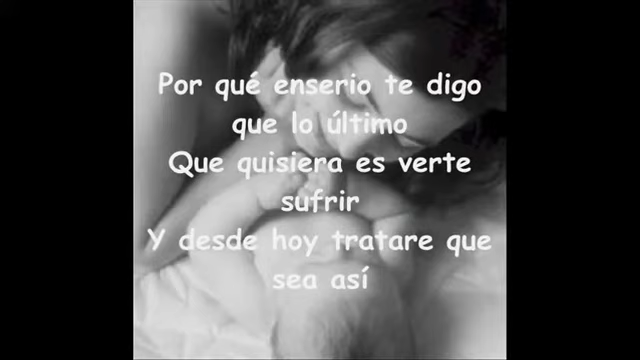 Por qué enserio te digo
que lo último
Que quisiera es verte
sufrir
Y desde hoy tratare que
sea así